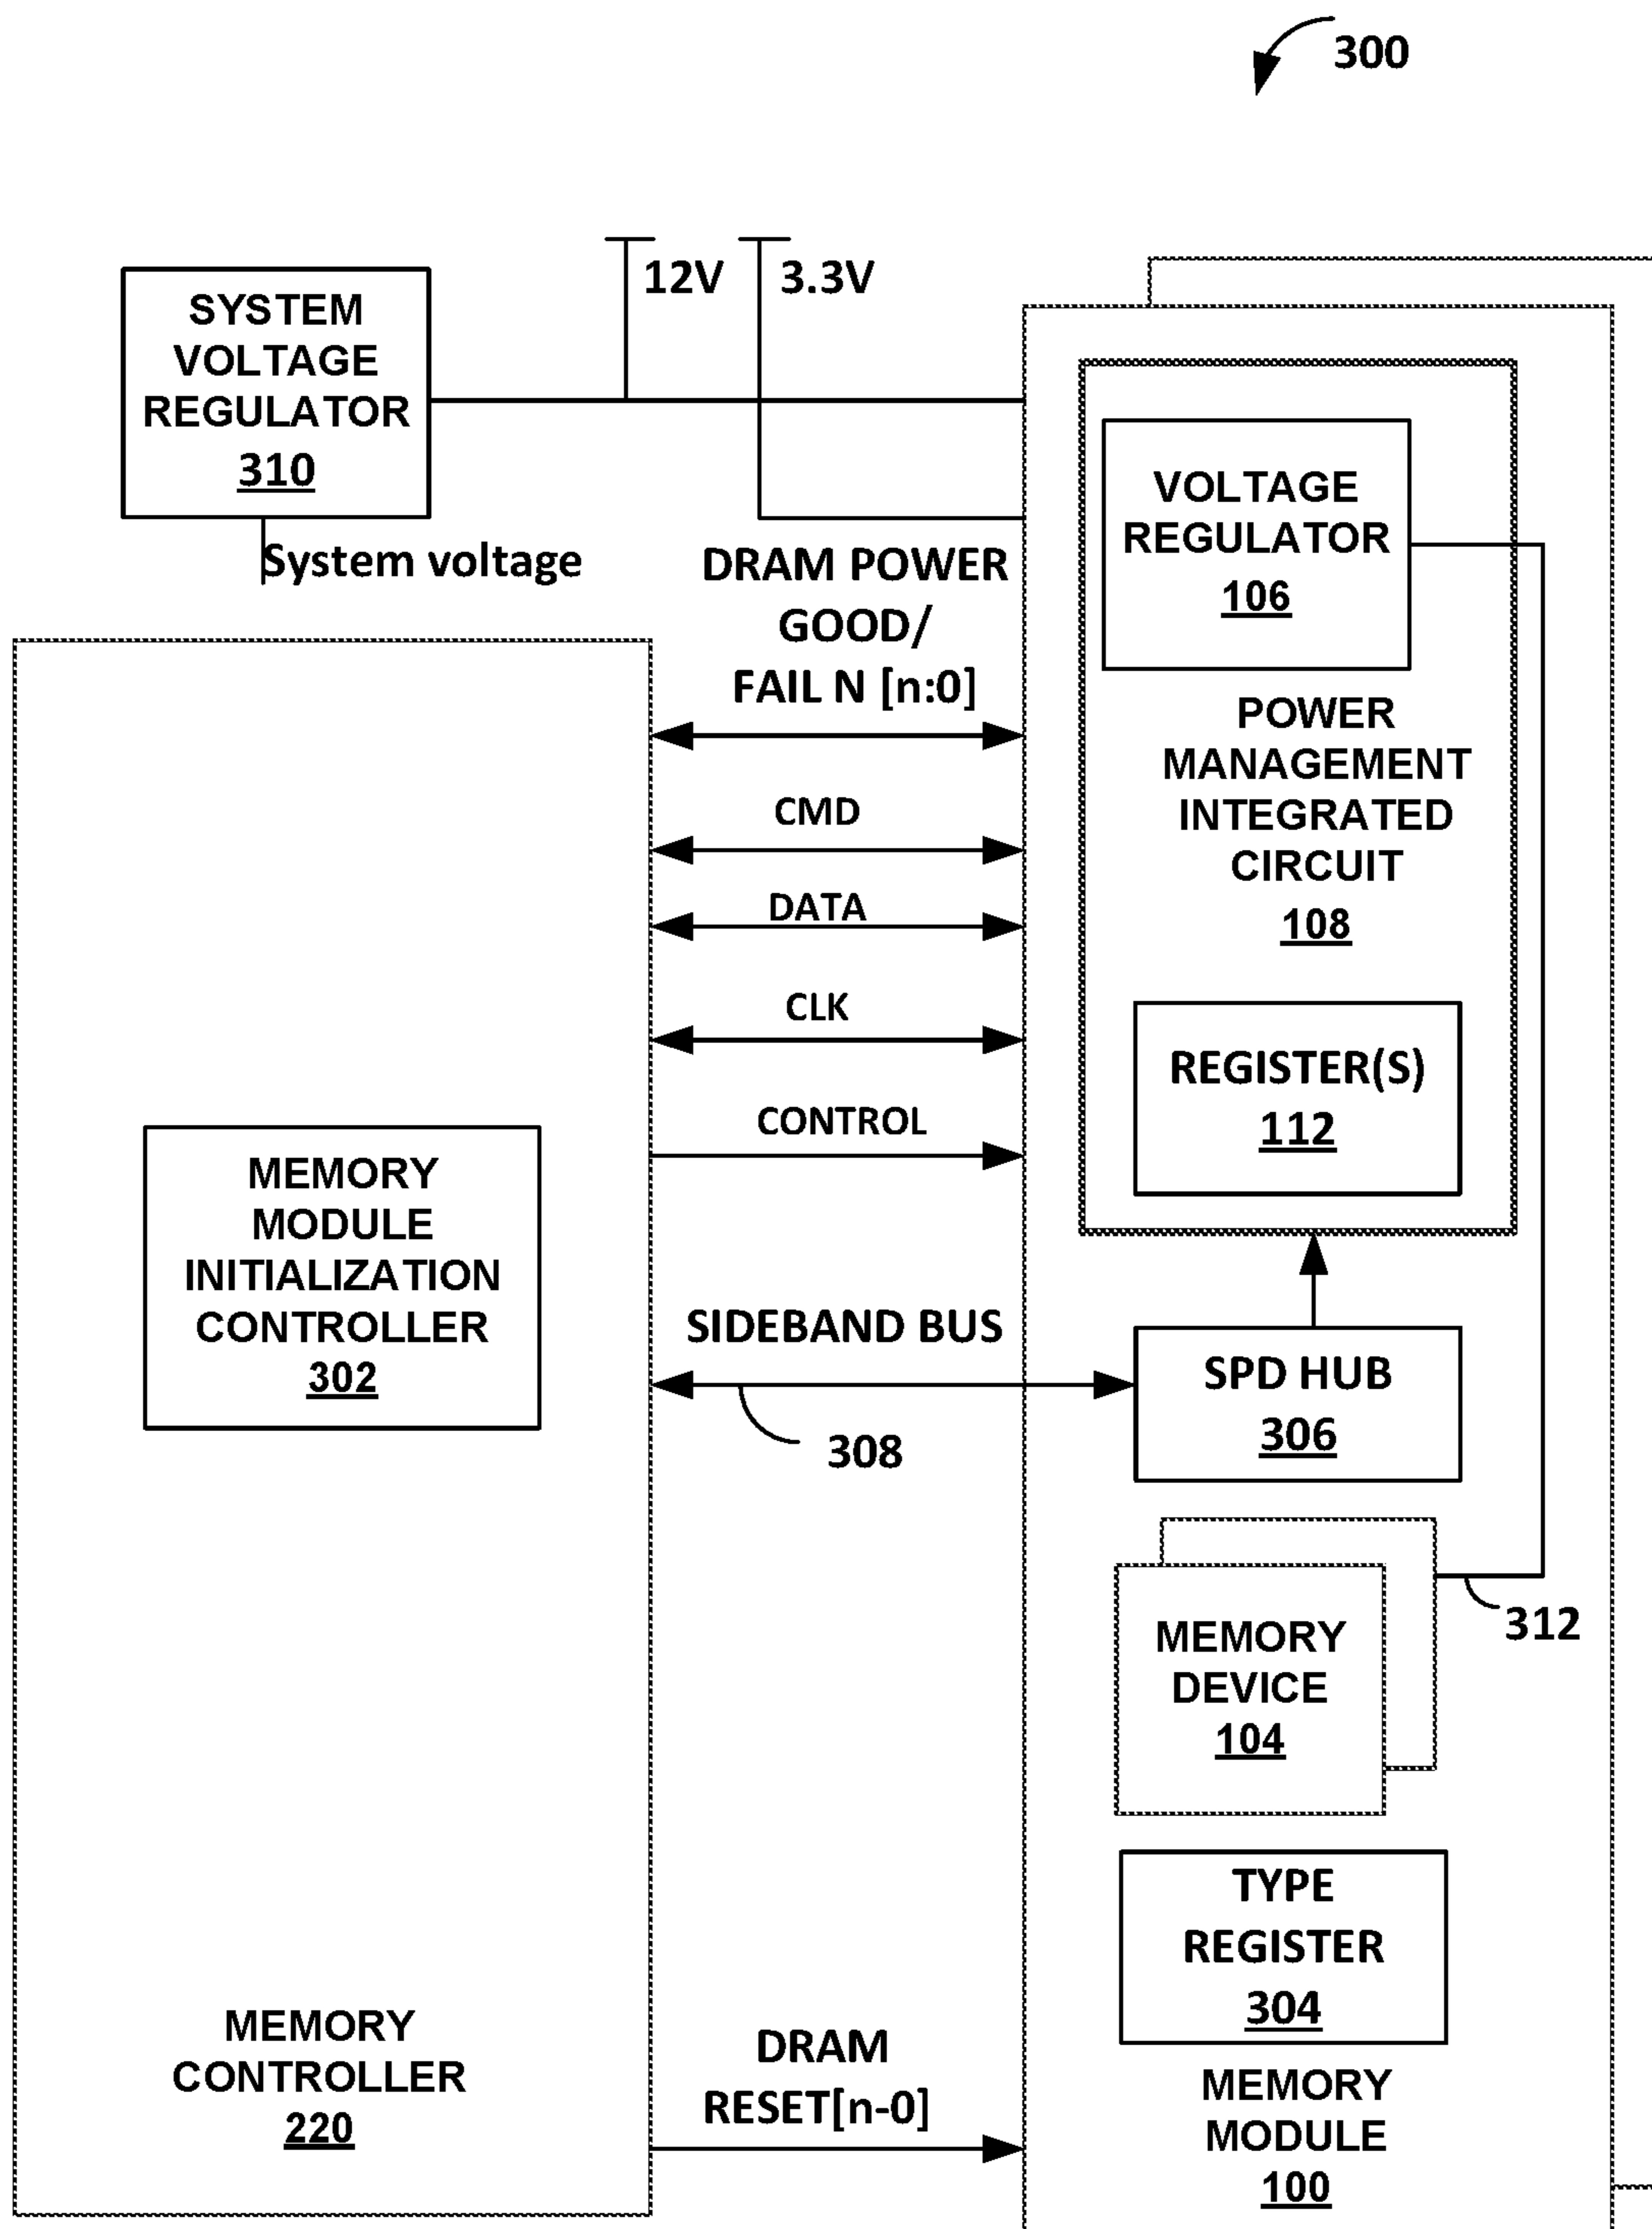 300
12V
3.3V
SYSTEM
VOLTAGE
REGULATOR
310
System voltage
VOLTAGE
REGULATOR
106
POWER
MANAGEMENT
INTEGRATED
CIRCUIT
108
REGISTER(S)
112
DRAM POWER
GOOD/
FAIL N [n:0]
CMD
DATA
CLK
CONTROL
MEMORY
MODULE
INITIALIZATION
CONTROLLER
302
SIDEBAND BUS
308
SPD HUB
306
312
MEMORY
DEVICE
104
TYPE
REGISTER
304
MEMORY
CONTROLLER
220
DRAM
RESET[n-0]
MEMORY
MODULE
100